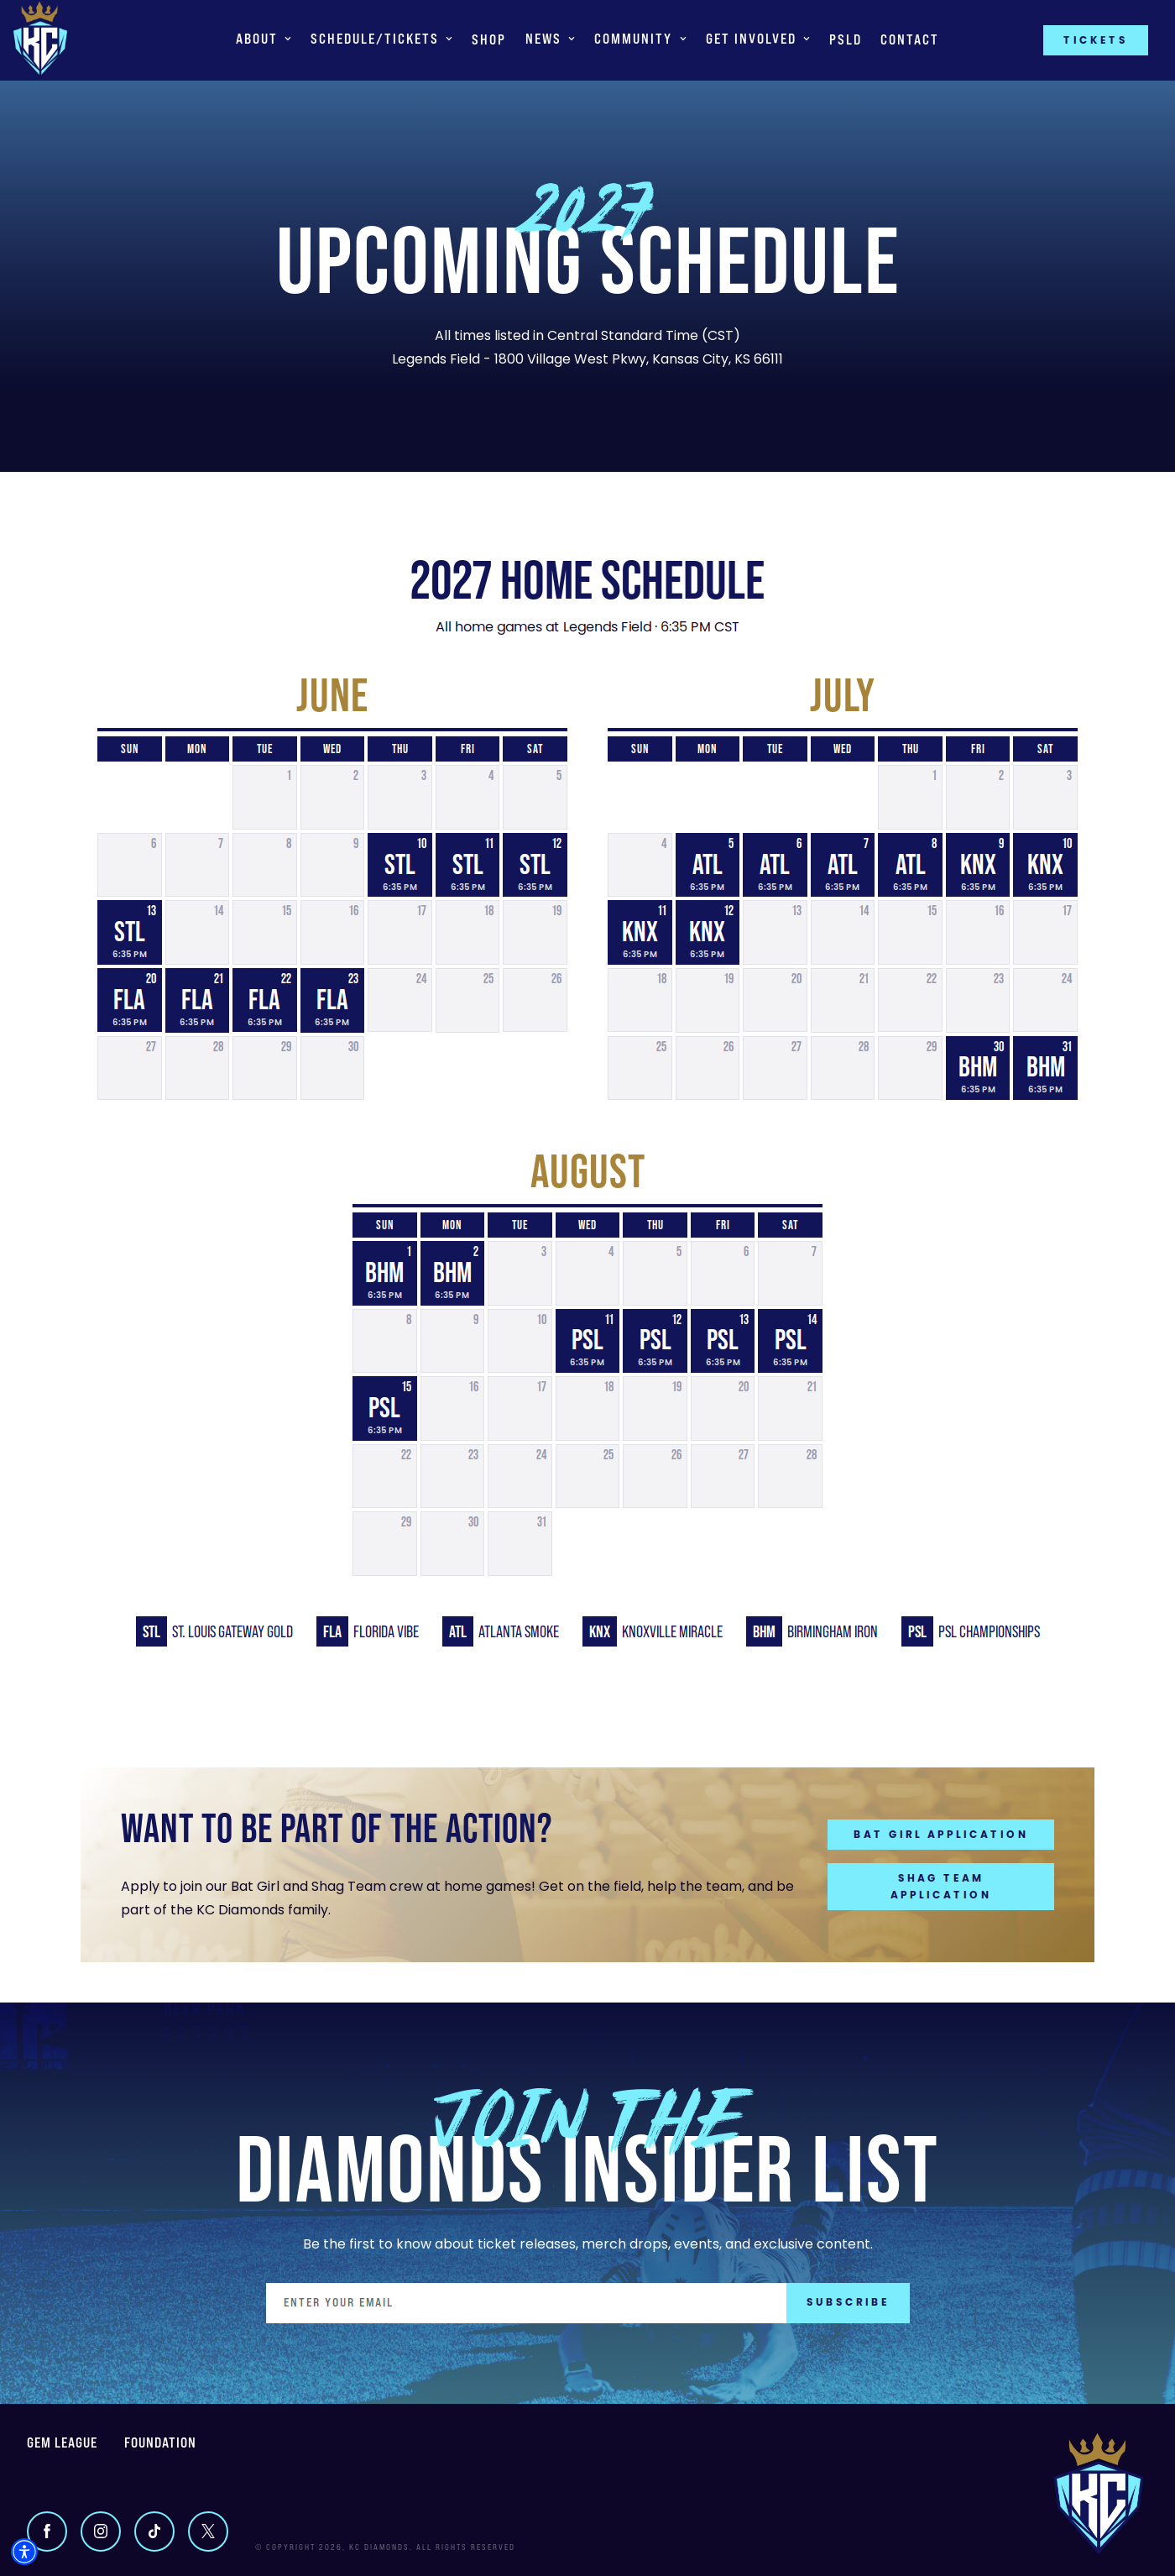 KC
ABOUT
SCHEDULE/TICKETS
SHOP
NEWS
COMMUNITY
GET INVOLVED
PSLD
CONTACT
TICKETS
2027
UPCOMING SCHEDULE
All times listed in Central Standard Time (CST)
Legends Field - 1800 Village West Pkwy, Kansas City, KS 66111
2027 HOME SCHEDULE
All home games at Legends Field · 6:35 PM CST
JUNE
SUN MON TUE WED THU FRI SAT
1 2 3 4 5
6 7 8 9 10 11 12
STL STL STL
6:35 PM 6:35 PM 6:35 PM
13 14 15 16 17 18 19
STL
6:35 PM
20 21 22 23 24 25 26
FLA FLA FLA FLA
6:35 PM 6:35 PM 6:35 PM 6:35 PM
27 28 29 30
JULY
SUN MON TUE WED THU FRI SAT
1 2 3
4 5 6 7 8 9 10
ATL ATL ATL ATL KNX KNX
6:35 PM 6:35 PM 6:35 PM 6:35 PM 6:35 PM 6:35 PM
11 12 13 14 15 16 17
KNX KNX
6:35 PM 6:35 PM
18 19 20 21 22 23 24
25 26 27 28 29 30 31
BHM BHM
6:35 PM 6:35 PM
AUGUST
SUN MON TUE WED THU FRI SAT
1 2 3 4 5 6 7
BHM BHM
6:35 PM 6:35 PM
8 9 10 11 12 13 14
PSL PSL PSL PSL
6:35 PM 6:35 PM 6:35 PM 6:35 PM
15 16 17 18 19 20 21
PSL
6:35 PM
22 23 24 25 26 27 28
29 30 31
STL ST. LOUIS GATEWAY GOLD
FLA FLORIDA VIBE
ATL ATLANTA SMOKE
KNX KNOXVILLE MIRACLE
BHM BIRMINGHAM IRON
PSL PSL CHAMPIONSHIPS
WANT TO BE PART OF THE ACTION?
Apply to join our Bat Girl and Shag Team crew at home games! Get on the field, help the team, and be
part of the KC Diamonds family.
BAT GIRL APPLICATION
SHAG TEAM
APPLICATION
JOIN THE
DIAMONDS INSIDER LIST
Be the first to know about ticket releases, merch drops, events, and exclusive content.
ENTER YOUR EMAIL
SUBSCRIBE
GEM LEAGUE
FOUNDATION
KC
© COPYRIGHT 2026, KC DIAMONDS. ALL RIGHTS RESERVED